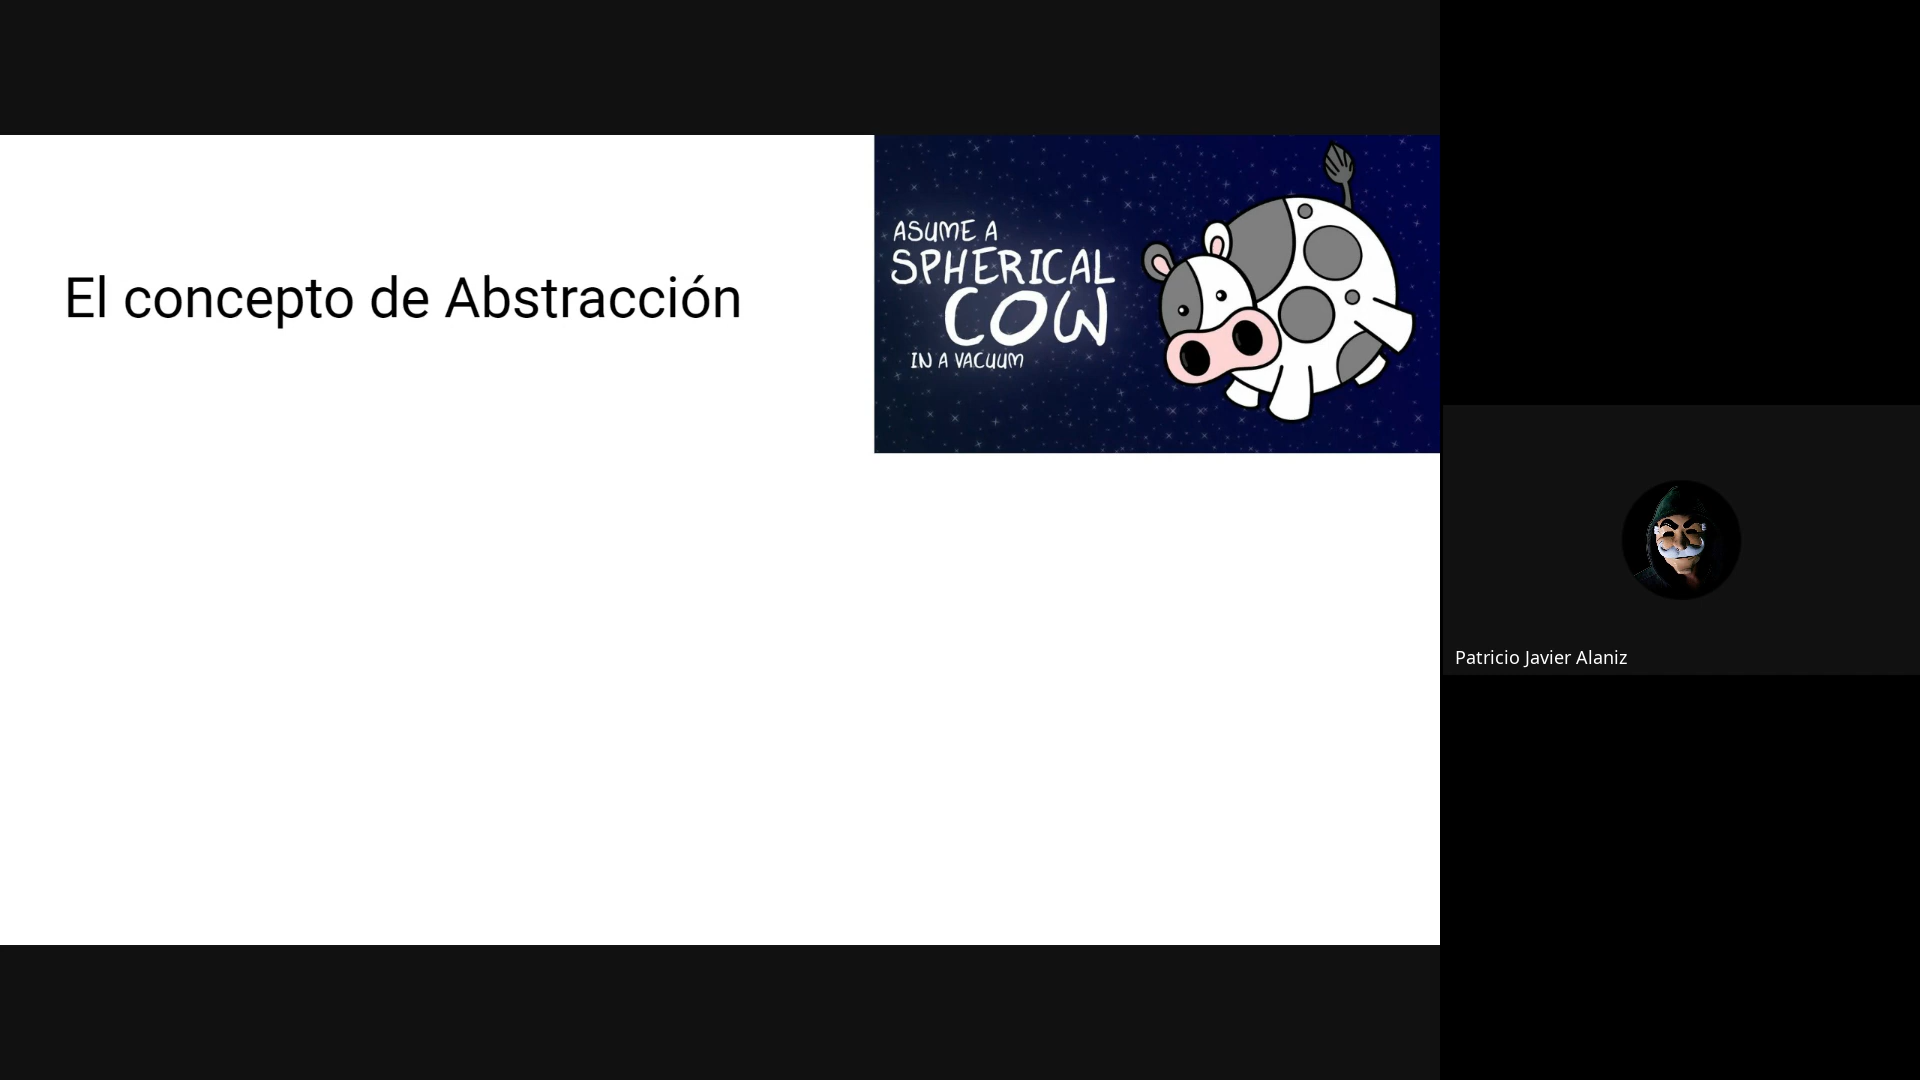 El concepto de Abstracción
ASUME A
SPHERICAL
COW
IN A VACUUM
Patricio Javier Alaniz